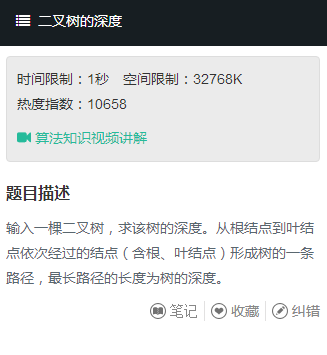 二叉树的深度
时间限制：1秒 空间限制：32768K
热度指数：10658
算法知识视频讲解
题目描述
输入一棵二叉树，求该树的深度。从根结点到叶结
点依次经过的结点（含根、叶结点）形成树的一条
路径，最长路径的长度为树的深度。
笔记 收藏 纠错